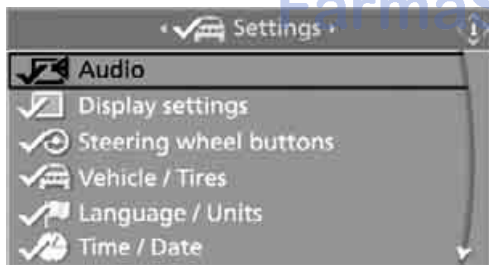 Settings
Audio
Display settings
Steering wheel buttons
Vehicle / Tires
Language / Units
Time / Date